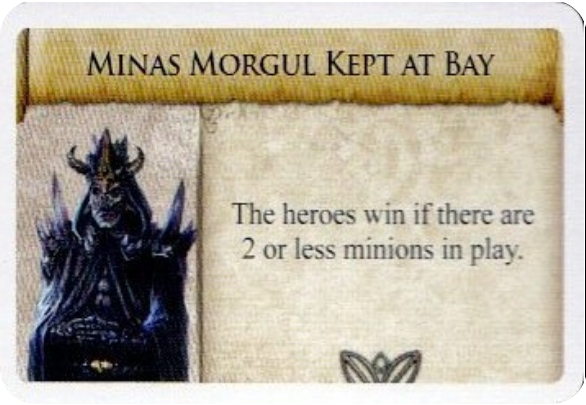 Minas Morgul Kept at Bay
The heroes win if there are
2 or less minions in play.